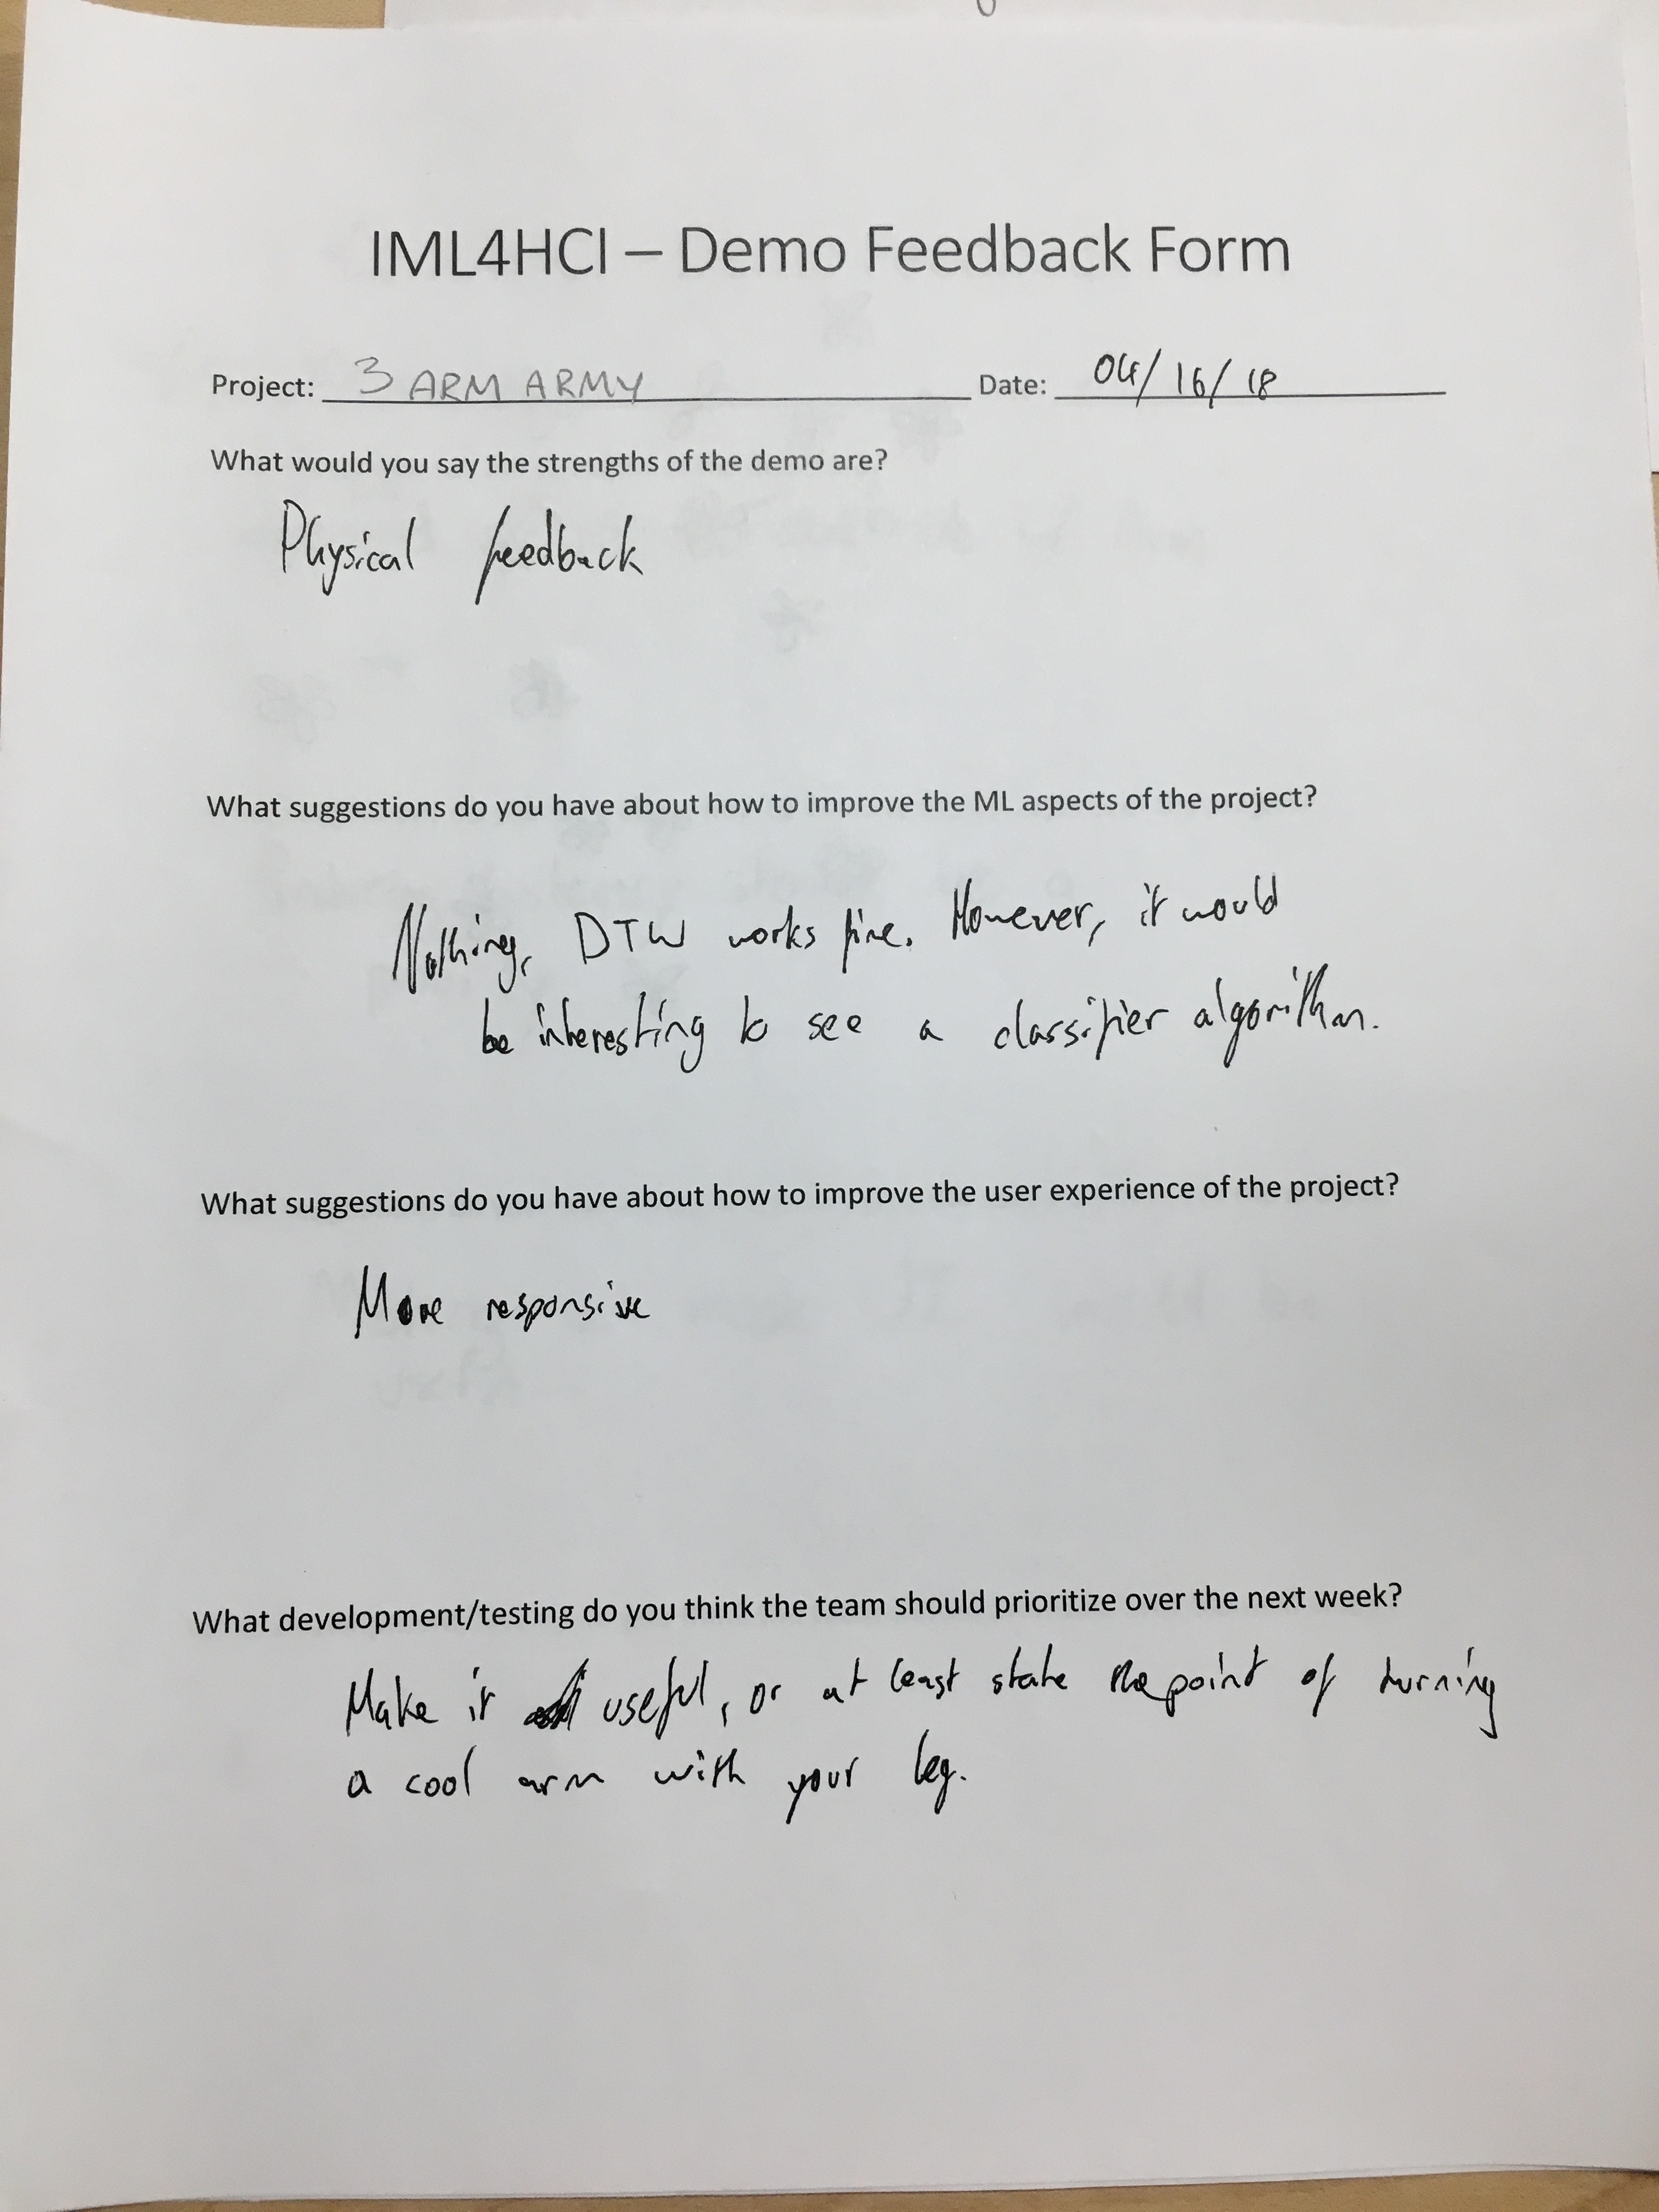 IML4HCI – Demo Feedback Form
Project: 3 ARM ARMY Date: 04/16/18
What would you say the strengths of the demo are?
Physical feedback
What suggestions do you have about how to improve the ML aspects of the project?
Nothing, DTW works fine. However, it would
be interesting to see a classifier algorithm.
What suggestions do you have about how to improve the user experience of the project?
More responsive
What development/testing do you think the team should prioritize over the next week?
Make it useful, or at least state the point of turning
a cool arm with your leg.